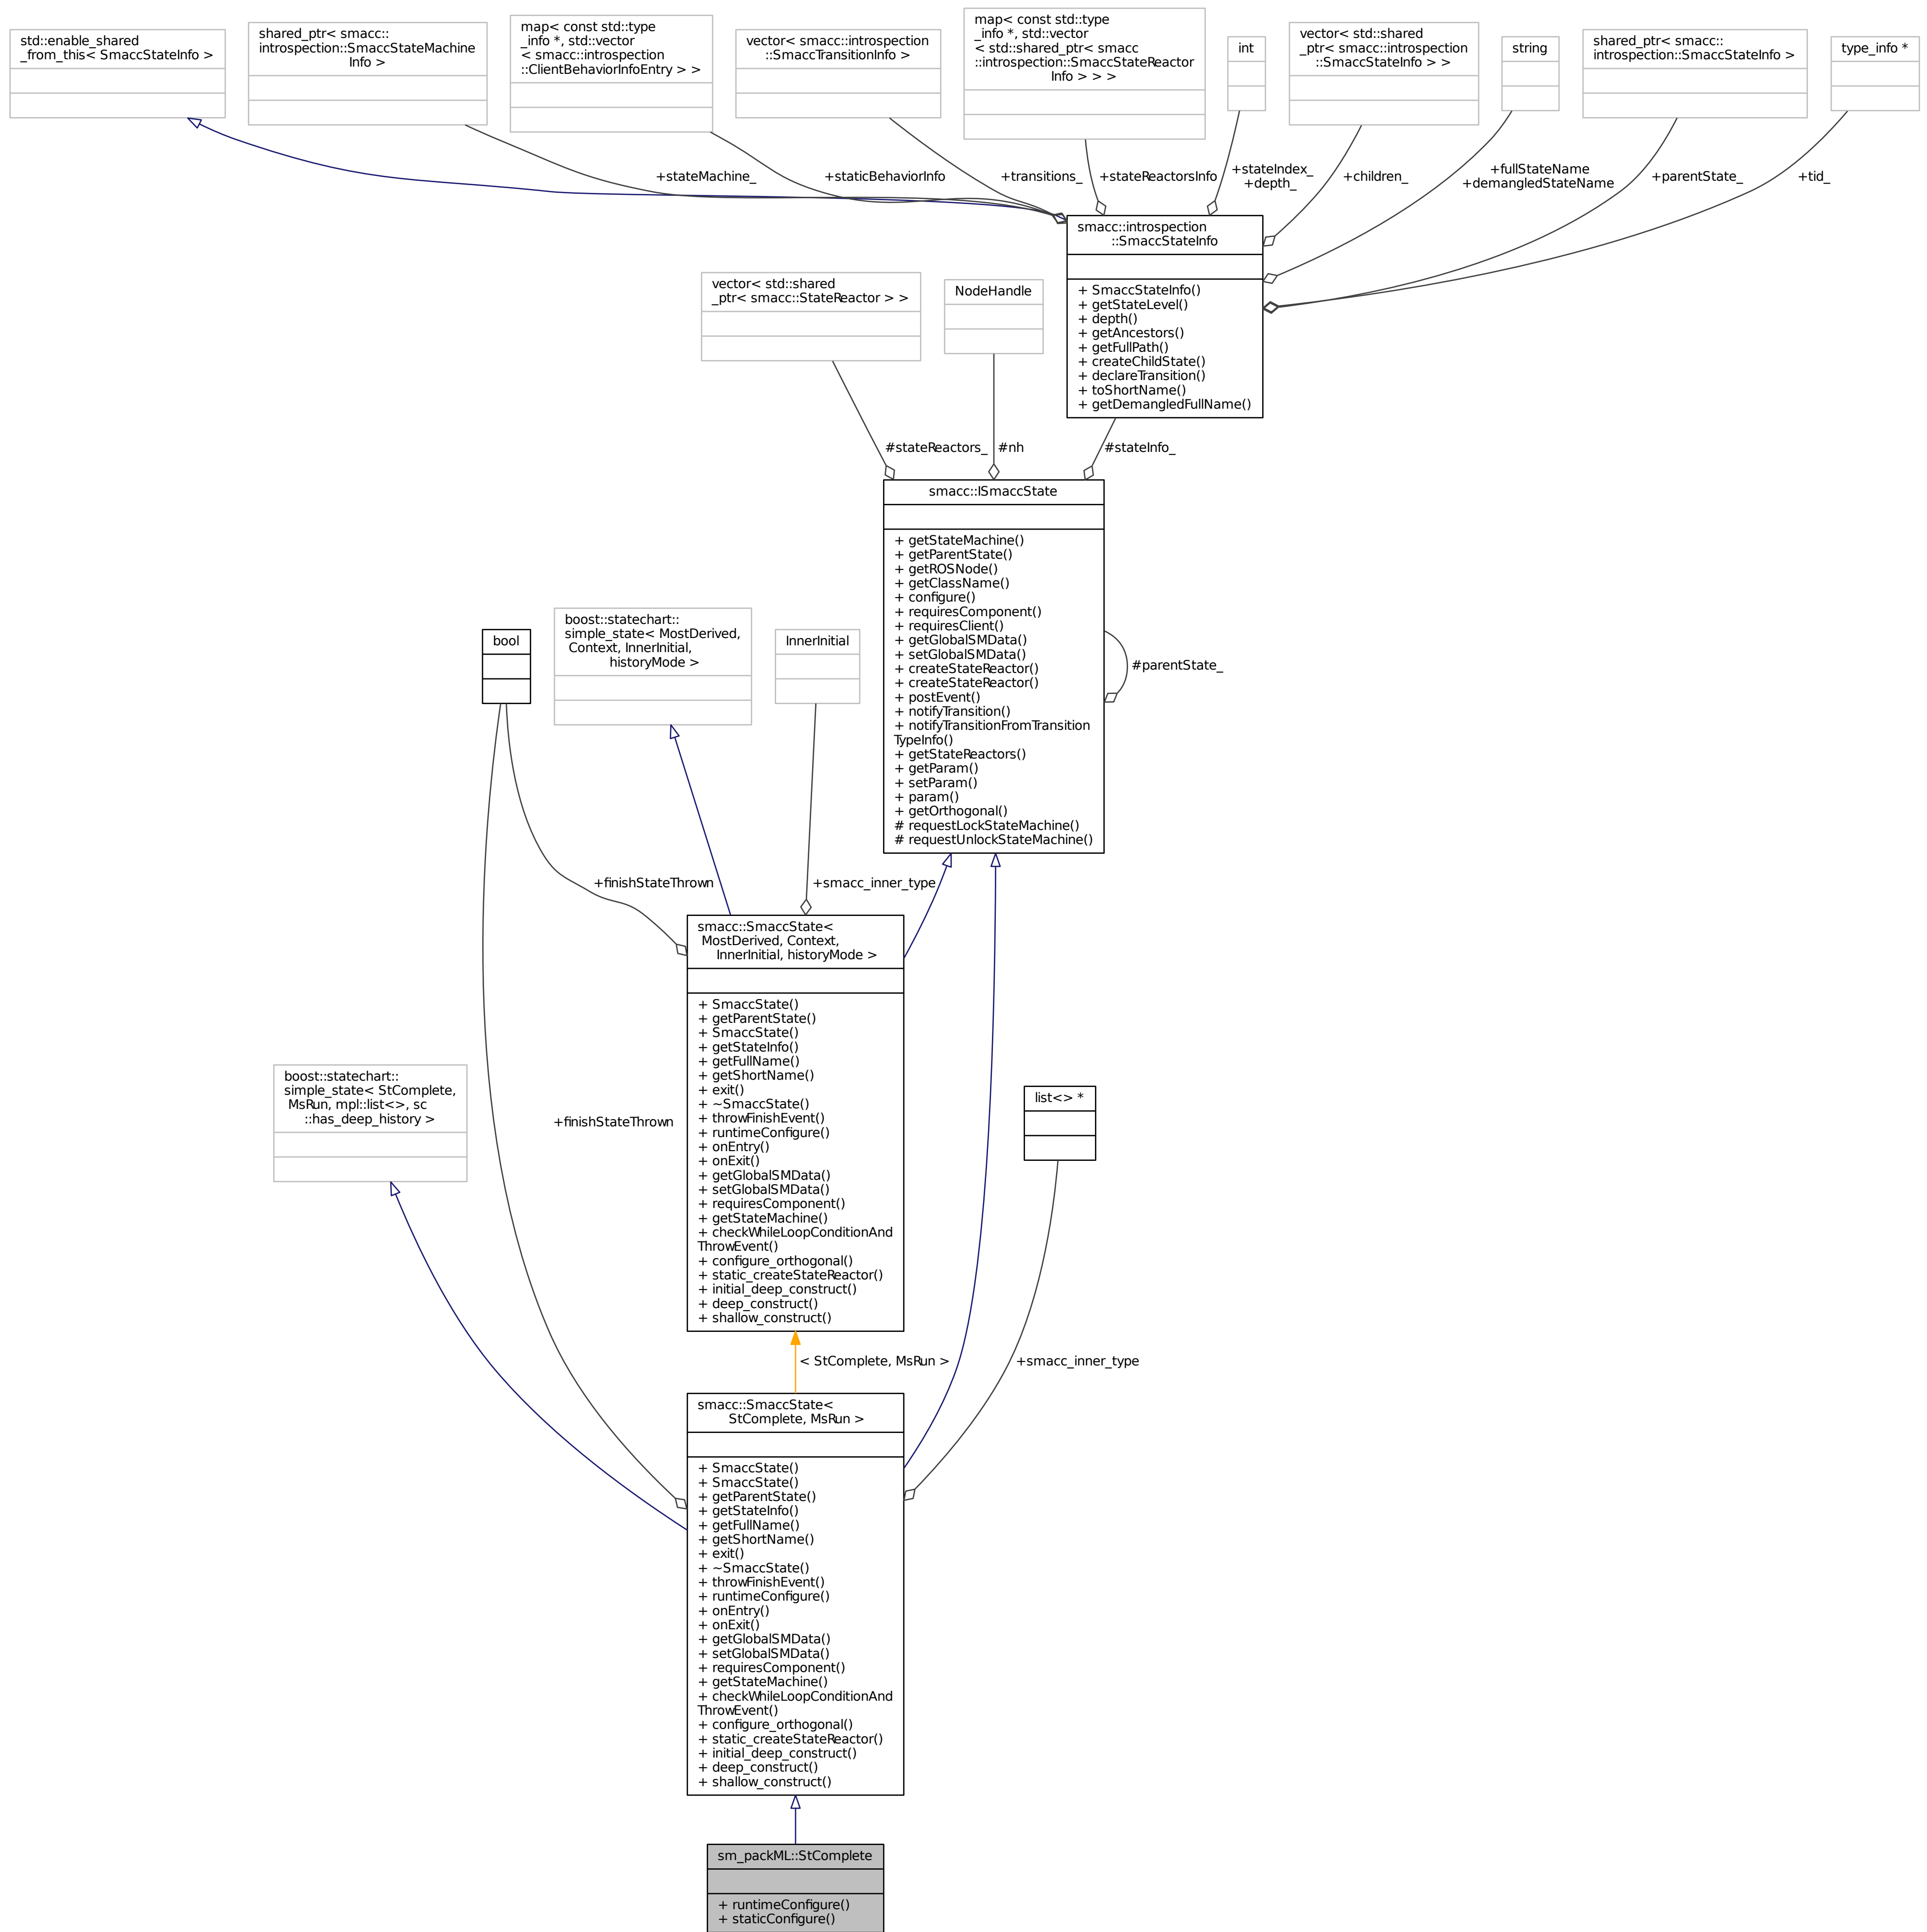 std::enable_shared
_from_this< SmaccStateInfo >
shared_ptr< smacc::
introspection::SmaccStateMachine
Info >
map< const std::type
_info *, std::vector
< smacc::introspection
::ClientBehaviorInfoEntry > >
vector< smacc::introspection
::SmaccTransitionInfo >
map< const std::type
_info *, std::vector
< std::shared_ptr< smacc
::introspection::SmaccStateReactor
Info > > >
int
vector< std::shared
_ptr< smacc::introspection
::SmaccStateInfo > >
string
shared_ptr< smacc::
introspection::SmaccStateInfo >
type_info *
+stateMachine_
+staticBehaviorInfo
+transitions_
+stateReactorsInfo
+stateIndex_
+depth_
+children_
+fullStateName
+demangledStateName
+parentState_
+tid_
smacc::introspection
::SmaccStateInfo
+ SmaccStateInfo()
+ getStateLevel()
+ depth()
+ getAncestors()
+ getFullPath()
+ createChildState()
+ declareTransition()
+ toShortName()
+ getDemangledFullName()
vector< std::shared
_ptr< smacc::StateReactor > >
NodeHandle
#stateReactors_
#nh
#stateInfo_
smacc::ISmaccState
+ getStateMachine()
+ getParentState()
+ getROSNode()
+ getClassName()
+ configure()
+ requiresComponent()
+ requiresClient()
+ getGlobalSMData()
+ setGlobalSMData()
+ createStateReactor()
+ createStateReactor()
+ postEvent()
+ notifyTransition()
+ notifyTransitionFromTransition
TypeInfo()
+ getStateReactors()
+ getParam()
+ setParam()
+ param()
+ getOrthogonal()
# requestLockStateMachine()
# requestUnlockStateMachine()
#parentState_
bool
boost::statechart::
simple_state< MostDerived,
Context, InnerInitial,
historyMode >
InnerInitial
+finishStateThrown
+smacc_inner_type
smacc::SmaccState<
MostDerived, Context,
InnerInitial, historyMode >
+ SmaccState()
+ getParentState()
+ SmaccState()
+ getStateInfo()
+ getFullName()
+ getShortName()
+ exit()
+ ~SmaccState()
+ throwFinishEvent()
+ runtimeConfigure()
+ onEntry()
+ onExit()
+ getGlobalSMData()
+ setGlobalSMData()
+ requiresComponent()
+ getStateMachine()
+ checkWhileLoopConditionAnd
ThrowEvent()
+ configure_orthogonal()
+ static_createStateReactor()
+ initial_deep_construct()
+ deep_construct()
+ shallow_construct()
boost::statechart::
simple_state< StComplete,
MsRun, mpl::list<>, sc
::has_deep_history >
+finishStateThrown
list<> *
< StComplete, MsRun >
+smacc_inner_type
smacc::SmaccState<
StComplete, MsRun >
+ SmaccState()
+ SmaccState()
+ getParentState()
+ getStateInfo()
+ getFullName()
+ getShortName()
+ exit()
+ ~SmaccState()
+ throwFinishEvent()
+ runtimeConfigure()
+ onEntry()
+ onExit()
+ getGlobalSMData()
+ setGlobalSMData()
+ requiresComponent()
+ getStateMachine()
+ checkWhileLoopConditionAnd
ThrowEvent()
+ configure_orthogonal()
+ static_createStateReactor()
+ initial_deep_construct()
+ deep_construct()
+ shallow_construct()
sm_packML::StComplete
+ runtimeConfigure()
+ staticConfigure()